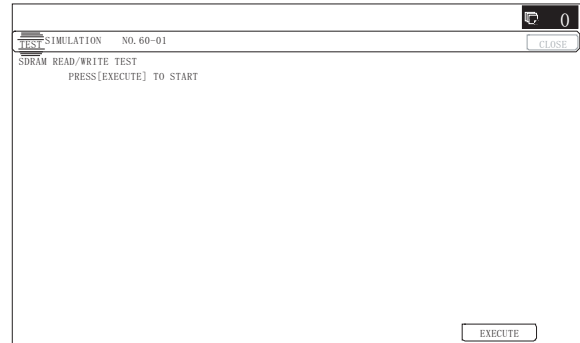 0
TEST SIMULATION NO.60-01
CLOSE
SDRAM READ/WRITE TEST
PRESS[EXECUTE] TO START
EXECUTE